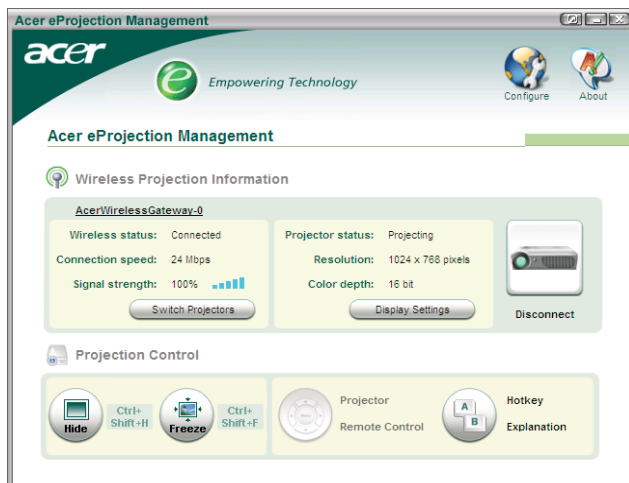 Acer eProjection Management
acer
e Empowering Technology
Configure
About
Acer eProjection Management
Wireless Projection Information
AcerWirelessGateway-0
Wireless status: Connected
Connection speed: 24 Mbps
Signal strength: 100%
Switch Projectors
Projector status: Projecting
Resolution: 1024 x 768 pixels
Color depth: 16 bit
Display Settings
Disconnect
Projection Control
Hide
Ctrl+
Shift+H
Freeze
Ctrl+
Shift+F
Menu
Projector
Remote Control
A
B
Hotkey
Explanation